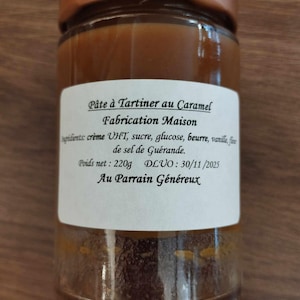 Pâte à Tartiner au Caramel
Fabrication Maison
Ingrédients: crème UHT, sucre, glucose, beurre, vanille, fleur
de sel de Guérande.
Poids net : 220g DLUO : 30/11/2025
Au Parrain Généreux